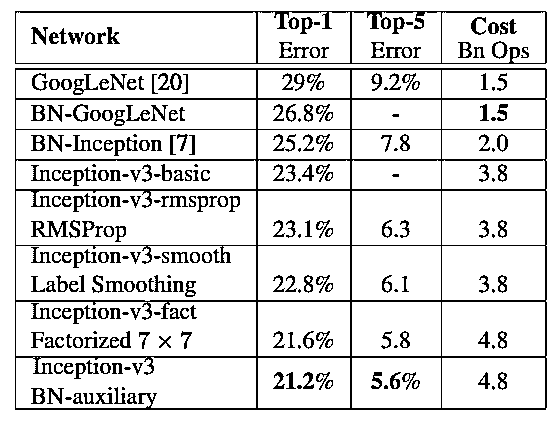 Network Top-1 Error Top-5 Error Cost Bn Ops
GoogLeNet [20] 29% 9.2% 1.5
BN-GoogLeNet 26.8% - 1.5
BN-Inception [7] 25.2% 7.8 2.0
Inception-v3-basic 23.4% - 3.8
Inception-v3-rmsprop
RMSProp 23.1% 6.3 3.8
Inception-v3-smooth
Label Smoothing 22.8% 6.1 3.8
Inception-v3-fact
Factorized 7 × 7 21.6% 5.8 4.8
Inception-v3
BN-auxiliary 21.2% 5.6% 4.8